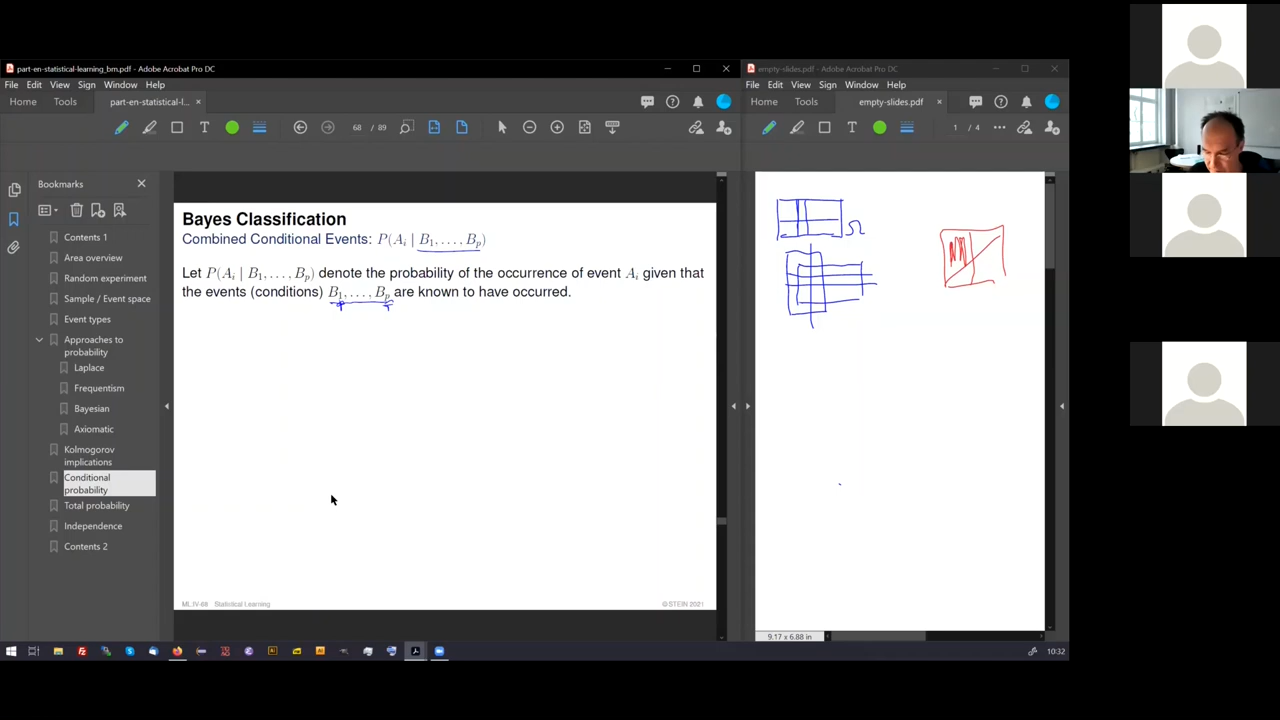 part-en-statistical-learning_bm.pdf - Adobe Acrobat Pro DC
File Edit View Sign Window Help
Home Tools part-en-statistical-l... ×
68 / 89
Bookmarks
Contents 1
Area overview
Random experiment
Sample / Event space
Event types
Approaches to
probability
Laplace
Frequentism
Bayesian
Axiomatic
Kolmogorov
implications
Conditional
probability
Total probability
Independence
Contents 2
Bayes Classification
Combined Conditional Events: P(A_i | B_1, . . . , B_p)
Let P(A_i | B_1, . . . , B_p) denote the probability of the occurrence of event A_i given that
the events (conditions) B_1, . . . , B_p are known to have occurred.
ML:IV-68 Statistical Learning
© STEIN 2021
empty-slides.pdf - Adobe Acrobat Pro DC
File Edit View Sign Window Help
Home Tools empty-slides.pdf ×
1 / 4
Ω
9.17 x 6.88 in
10:32